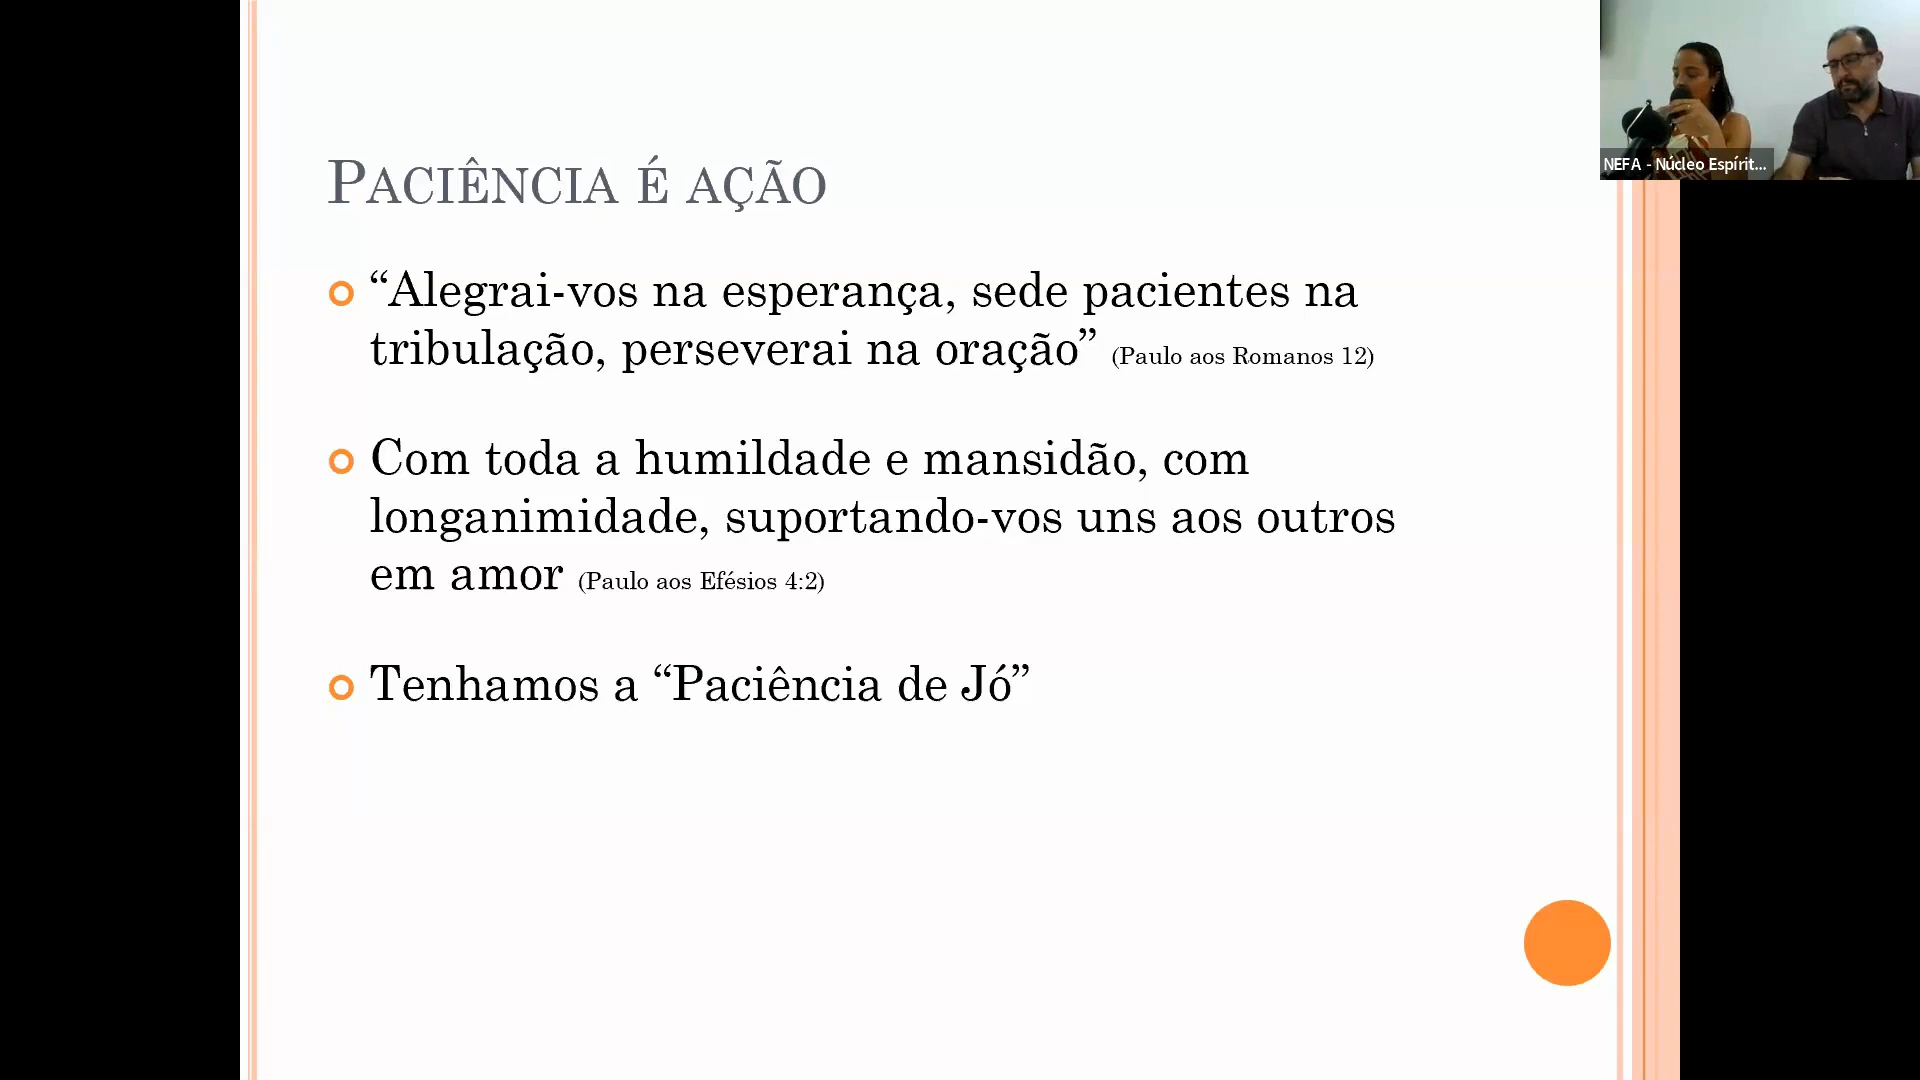 PACIÊNCIA É AÇÃO
“Alegrai-vos na esperança, sede pacientes na
tribulação, perseverai na oração” (Paulo aos Romanos 12)
Com toda a humildade e mansidão, com
longanimidade, suportando-vos uns aos outros
em amor (Paulo aos Efésios 4:2)
Tenhamos a “Paciência de Jó”
NEFA - Núcleo Espírit...